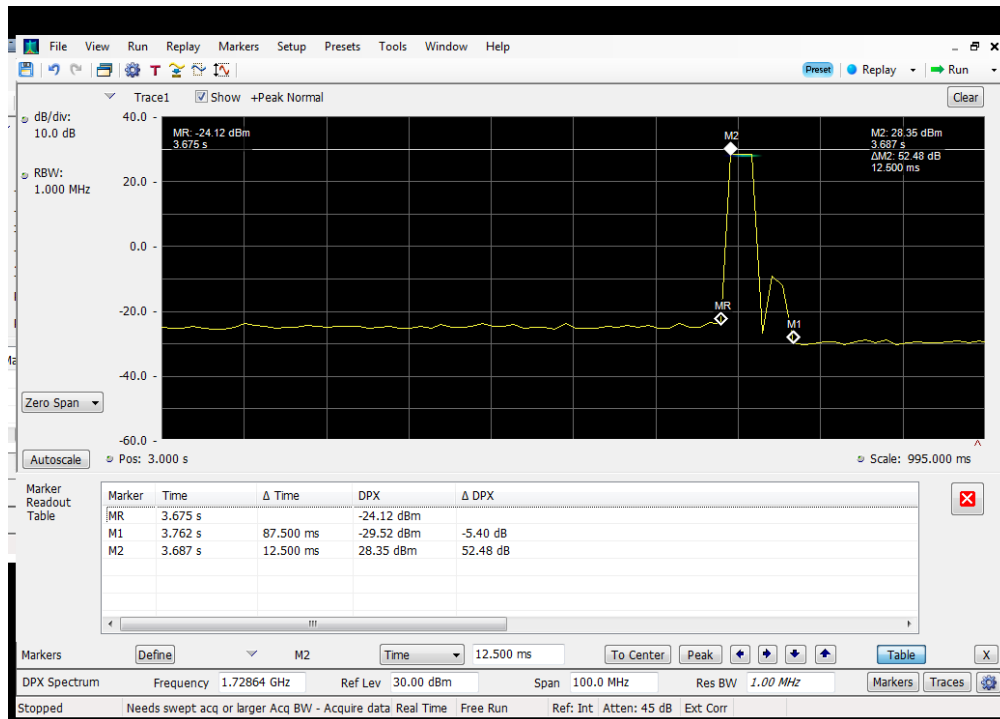 File View Run Replay Markers Setup Presets Tools Window Help
Preset Replay Run
Trace1 Show +Peak Normal Clear
dB/div:
10.0 dB
RBW:
1.000 MHz
40.0
20.0
0.0
-20.0
-40.0
-60.0
MR: -24.12 dBm
3.675 s
M2
M2: 28.35 dBm
3.687 s
ΔM2: 52.48 dB
12.500 ms
MR
M1
Zero Span
Autoscale Pos: 3.000 s Scale: 995.000 ms
Marker
Readout
Table
Marker Time Δ Time DPX Δ DPX
MR 3.675 s -24.12 dBm
M1 3.762 s 87.500 ms -29.52 dBm -5.40 dB
M2 3.687 s 12.500 ms 28.35 dBm 52.48 dB
Markers Define M2 Time 12.500 ms To Center Peak Table X
DPX Spectrum Frequency 1.72864 GHz Ref Lev 30.00 dBm Span 100.0 MHz Res BW 1.00 MHz Markers Traces
Stopped Needs swept acq or larger Acq BW - Acquire data Real Time Free Run Ref: Int Atten: 45 dB Ext Corr